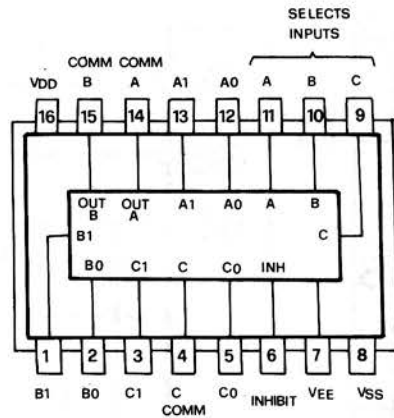 SELECTS
INPUTS
COMM COMM
VDD B A A1 A0 A B C
16 15 14 13 12 11 10 9
OUT OUT A1 A0 A B
B A
B1 C
B0 C1 C C0 INH
1 2 3 4 5 6 7 8
B1 B0 C1 C C0 INHIBIT VEE VSS
COMM